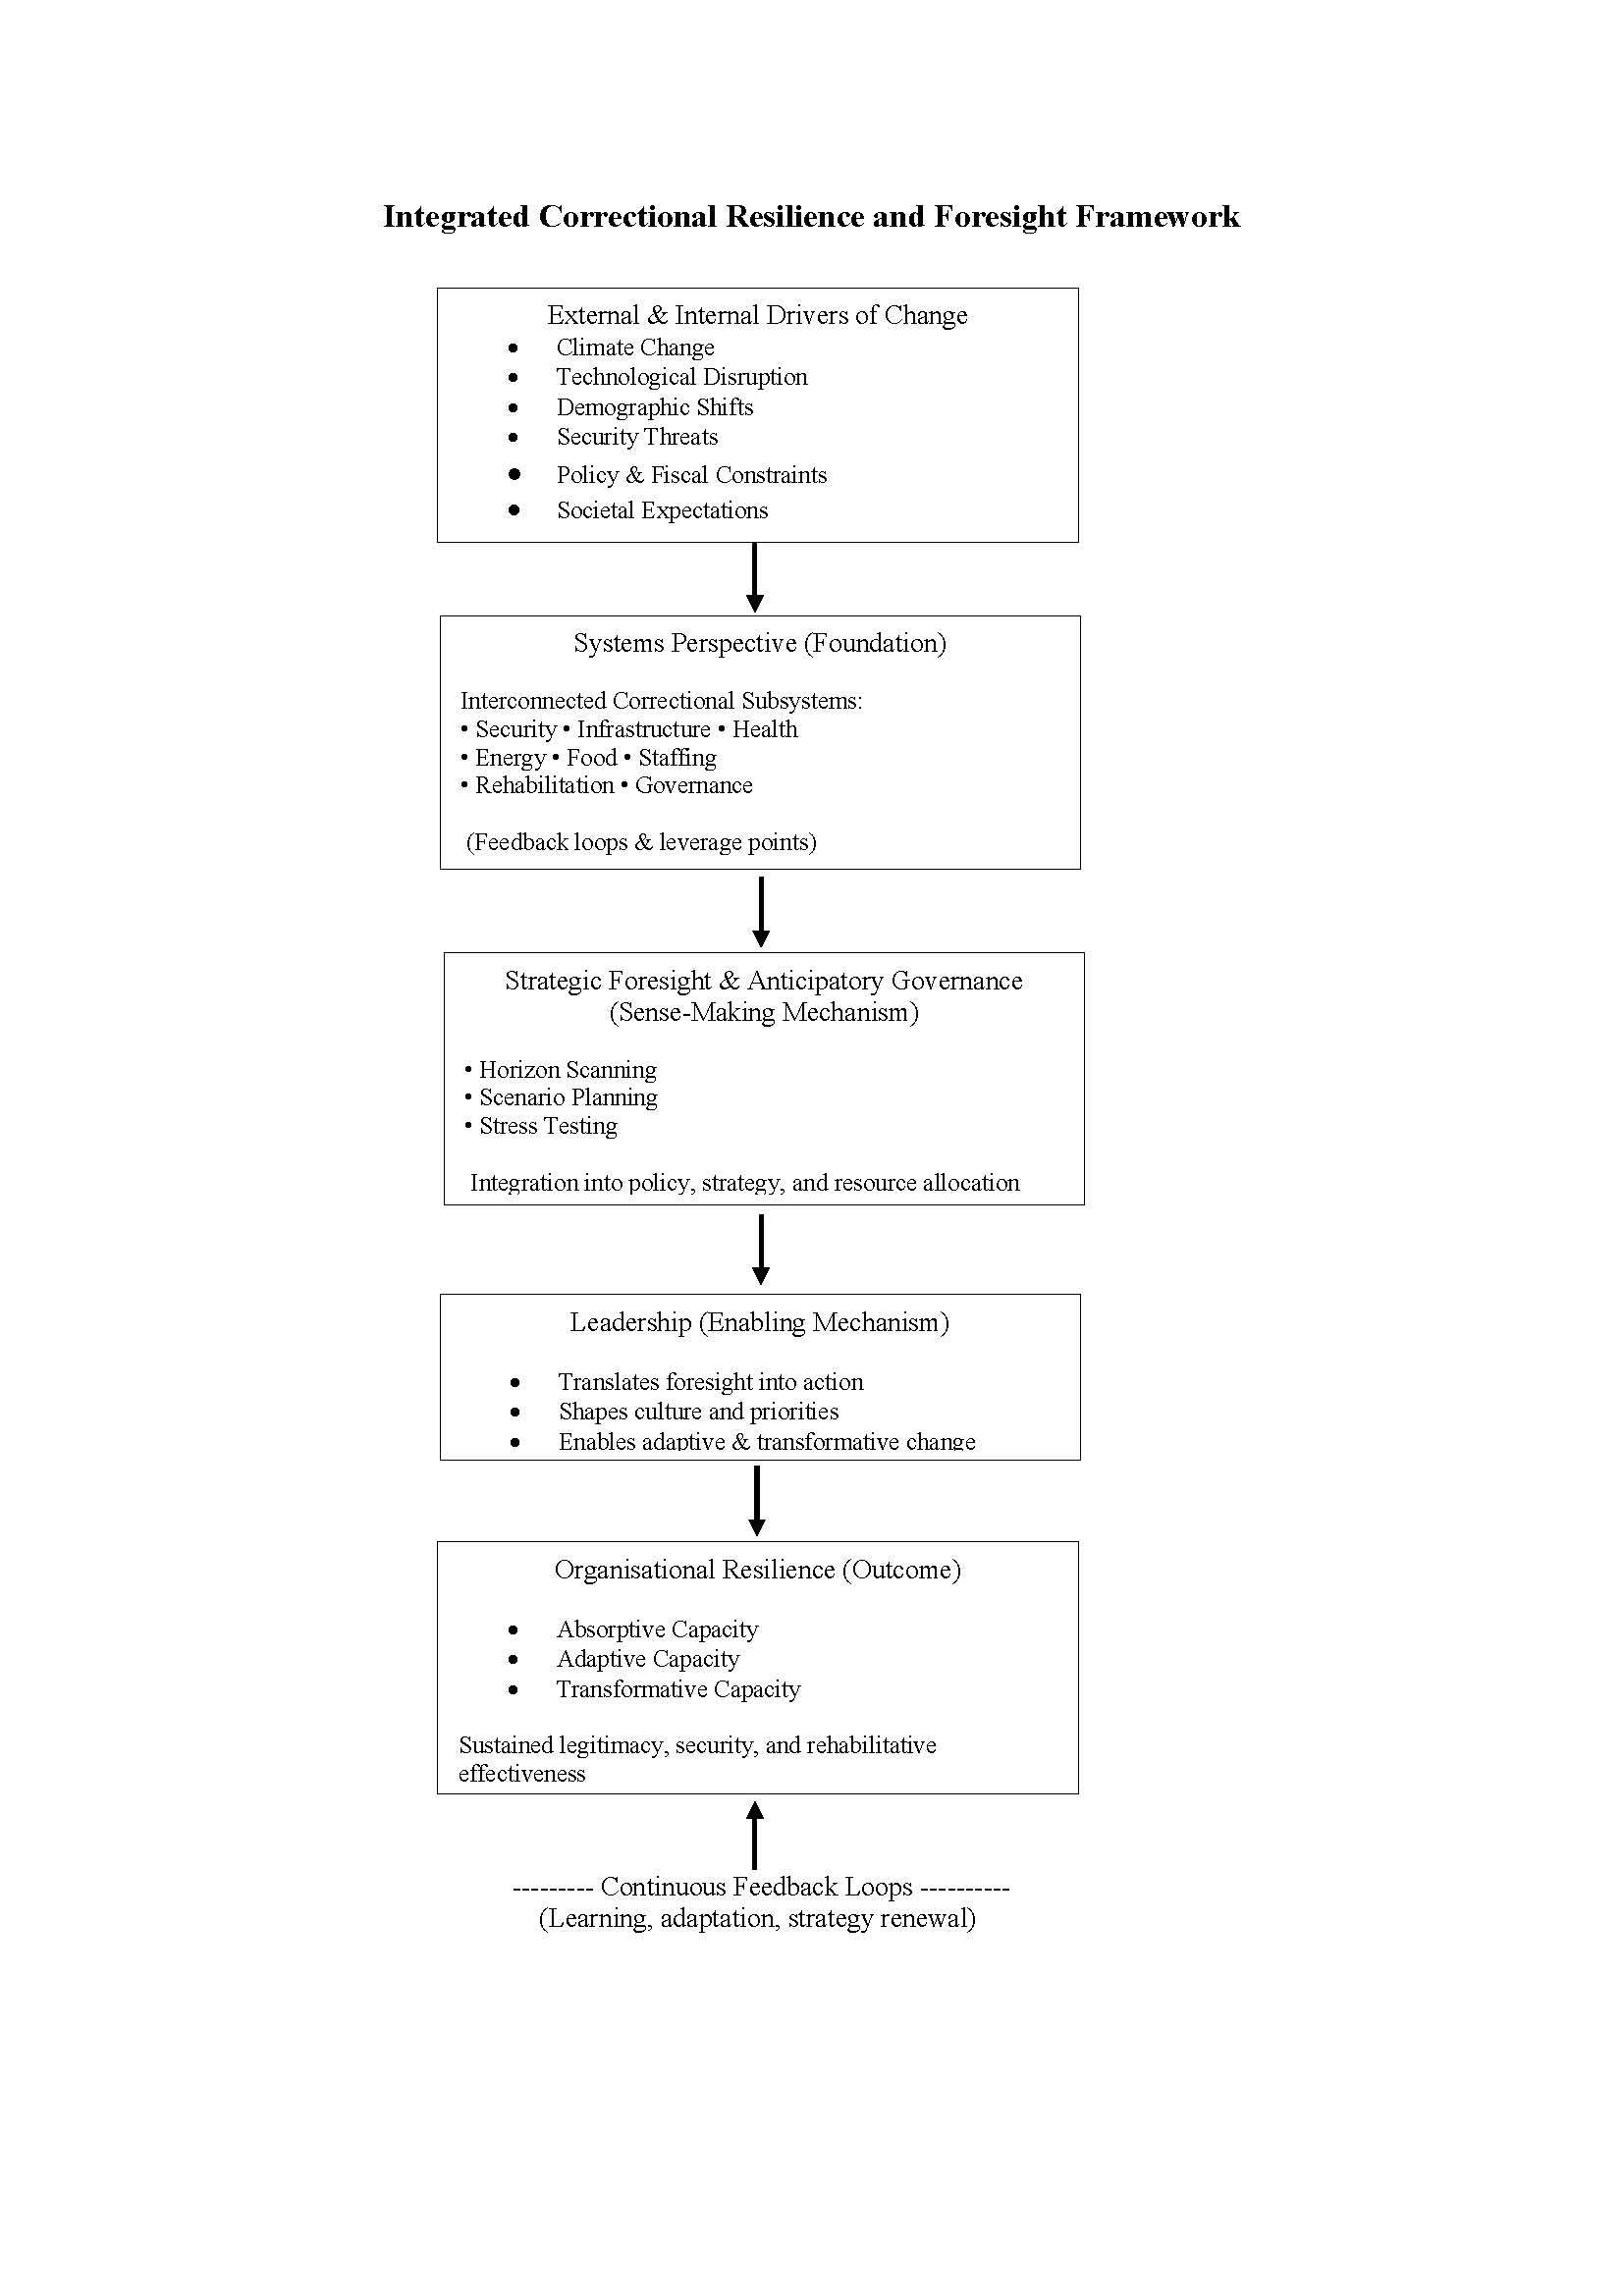 Integrated Correctional Resilience and Foresight Framework
External & Internal Drivers of Change
• Climate Change
• Technological Disruption
• Demographic Shifts
• Security Threats
• Policy & Fiscal Constraints
• Societal Expectations
Systems Perspective (Foundation)
Interconnected Correctional Subsystems:
• Security • Infrastructure • Health
• Energy • Food • Staffing
• Rehabilitation • Governance
(Feedback loops & leverage points)
Strategic Foresight & Anticipatory Governance
(Sense-Making Mechanism)
• Horizon Scanning
• Scenario Planning
• Stress Testing
Integration into policy, strategy, and resource allocation
Leadership (Enabling Mechanism)
• Translates foresight into action
• Shapes culture and priorities
• Enables adaptive & transformative change
Organisational Resilience (Outcome)
• Absorptive Capacity
• Adaptive Capacity
• Transformative Capacity
Sustained legitimacy, security, and rehabilitative
effectiveness
--------- Continuous Feedback Loops ----------
(Learning, adaptation, strategy renewal)